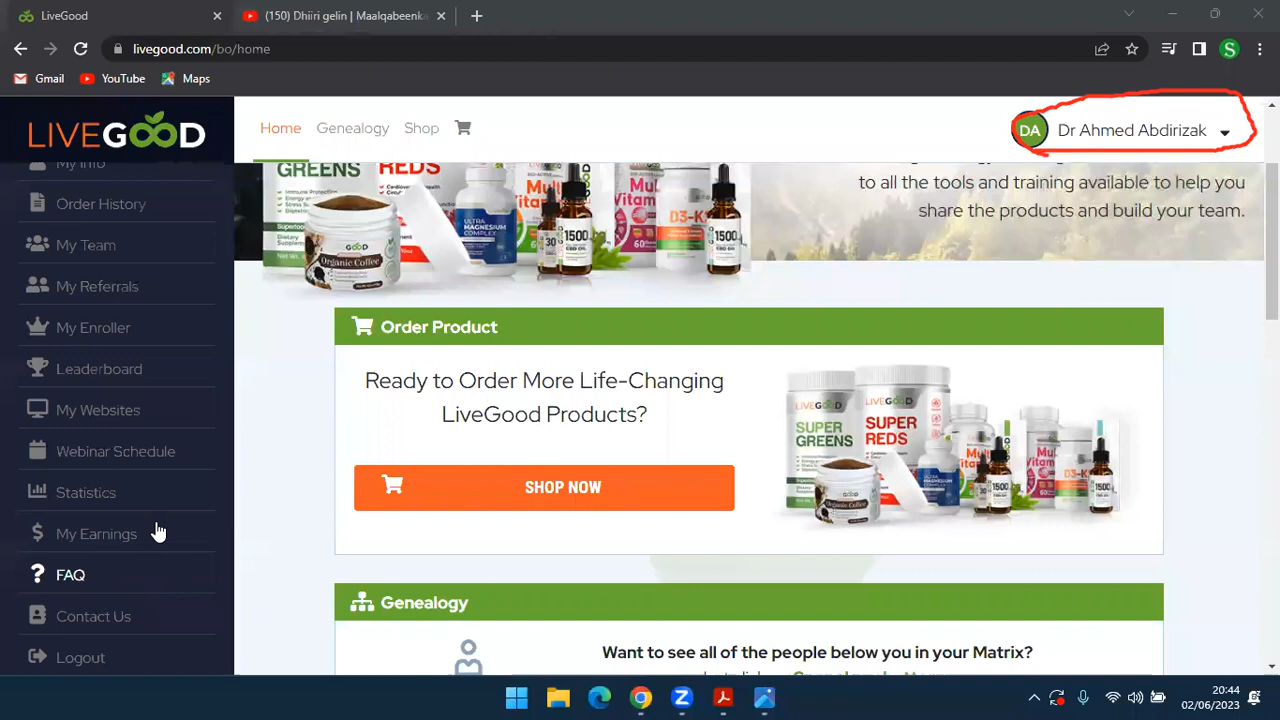 LiveGood
(150) Dhiiri gelin | Maalqabeenka
livegood.com/bo/home
S
Gmail
YouTube
Maps
LIVEGOOD
Home
Genealogy
Shop
DA
Dr Ahmed Abdirizak
My Info
Order History
My Team
My Referrals
My Enroller
Leaderboard
My Websites
Webinar Schedule
Statistics
My Earnings
FAQ
Contact Us
Logout
GREENS
REDS
Organic Coffee
ULTRA
MAGNESIUM
COMPLEX
1500
D3-K
1500
to all the tools and training available to help you
share the products and build your team.
Order Product
Ready to Order More Life-Changing
LiveGood Products?
SHOP NOW
LIVEGOOD
SUPER
GREENS
LIVEGOOD
SUPER
REDS
Organic Coffee
Genealogy
Want to see all of the people below you in your Matrix?
20:44
02/06/2023